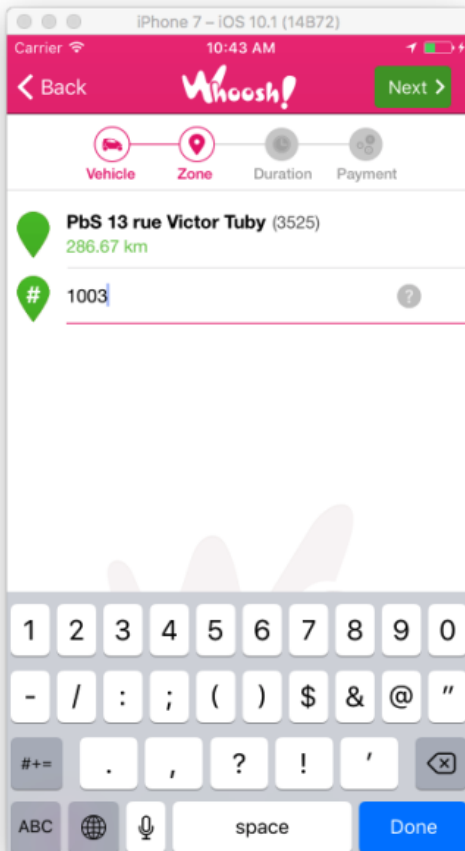 iPhone 7 – iOS 10.1 (14B72)
Carrier 10:43 AM
Back Whoosh! Next
Vehicle Zone Duration Payment
PbS 13 rue Victor Tuby (3525)
286.67 km
# 1003 ?
1 2 3 4 5 6 7 8 9 0
- / : ; ( ) $ & @ "
#+= . , ? ! '
ABC space Done